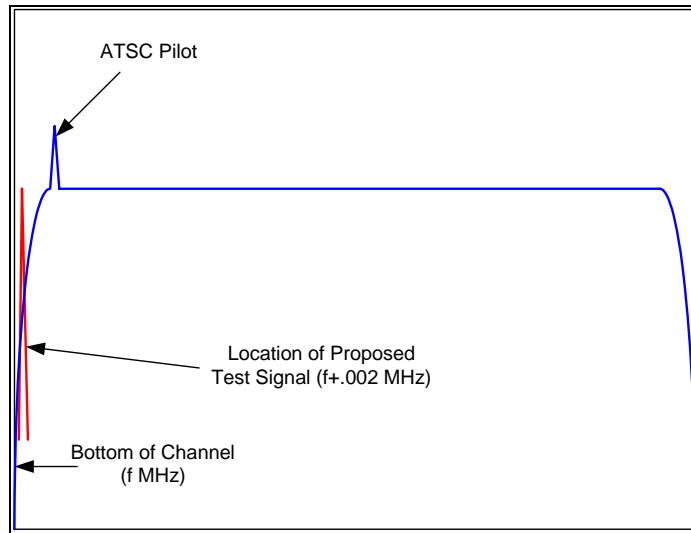 ATSC Pilot
Location of Proposed
Test Signal (f+.002 MHz)
Bottom of Channel
(f MHz)